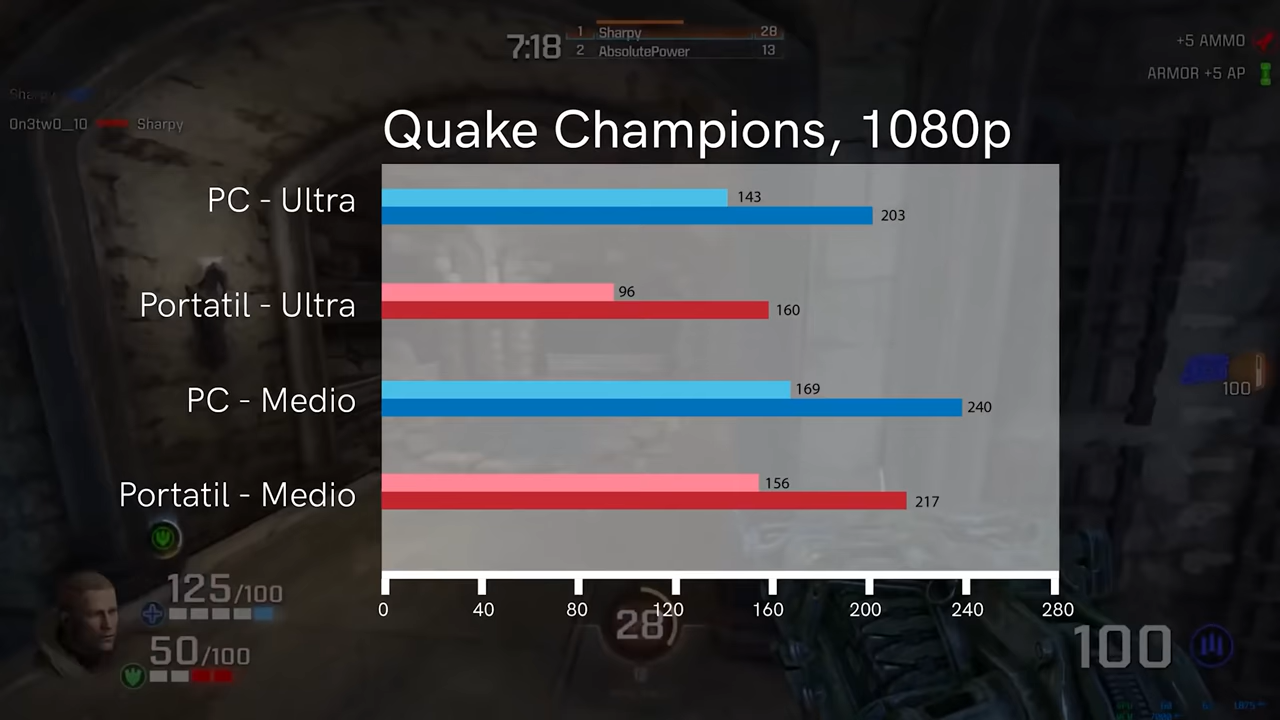 7:18
1 Sharpy 28
2 AbsolutePower 13
+5 AMMO
ARMOR +5 AP
Sharpy
0n3tw0_10 Sharpy
Quake Champions, 1080p
PC - Ultra
143
203
Portatil - Ultra
96
160
PC - Medio
169
240
Portatil - Medio
156
217
0 40 80 120 160 200 240 280
100
125/100
50/100
28
100